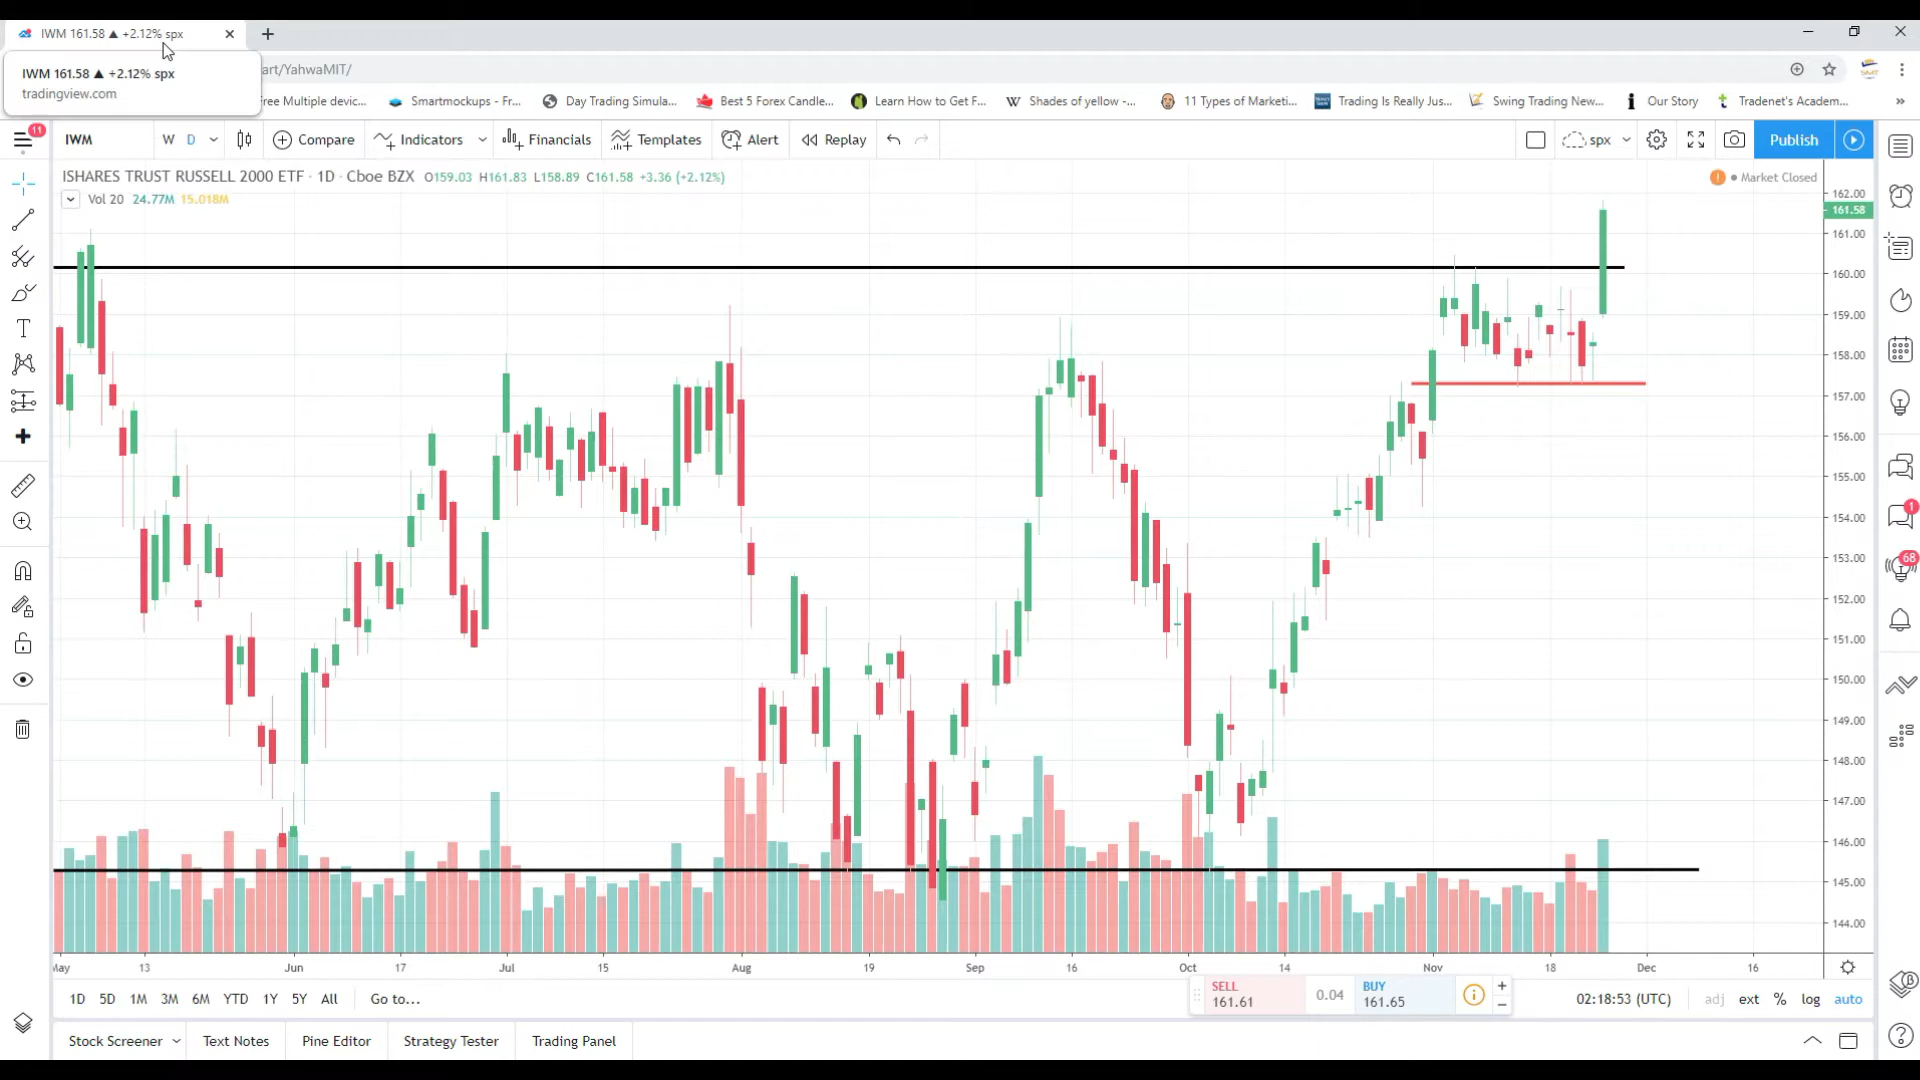 IWM 161.58 ▲ +2.12% spx
IWM 161.58 ▲ +2.12% spx
tradingview.com
art/YahwaMIT/
Free Multiple devic...
Smartmockups - Fr...
Day Trading Simula...
Best 5 Forex Candle...
Learn How to Get F...
Shades of yellow -...
11 Types of Marketi...
Trading Is Really Jus...
Swing Trading New...
Our Story
Tradenet's Academ...
»
11
IWM
W
D
Compare
Indicators
Financials
Templates
Alert
Replay
spx
Publish
ISHARES TRUST RUSSELL 2000 ETF · 1D · Cboe BZX O159.03 H161.83 L158.89 C161.58 +3.36 (+2.12%)
Market Closed
Vol 20 24.77M 15.018M
162.00
161.58
161.00
160.00
159.00
158.00
157.00
156.00
155.00
154.00
153.00
152.00
151.00
150.00
149.00
148.00
147.00
146.00
145.00
144.00
1
68
May 13 Jun 17 Jul 15 Aug 19 Sep 16 Oct 14 Nov 18 Dec 16
1D 5D 1M 3M 6M YTD 1Y 5Y All Go to...
SELL
161.61
0.04
BUY
161.65
02:18:53 (UTC) adj ext % log auto
Stock Screener Text Notes Pine Editor Strategy Tester Trading Panel